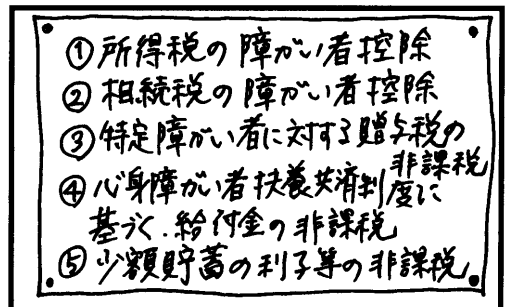 ①所得税の障がい者控除
②相続税の障がい者控除
③特定障がい者に対する贈与税の
非課税
④心身障がい者扶養共済制度に
基づく.給付金の非課税
⑤少額貯蓄の利子等の非課税